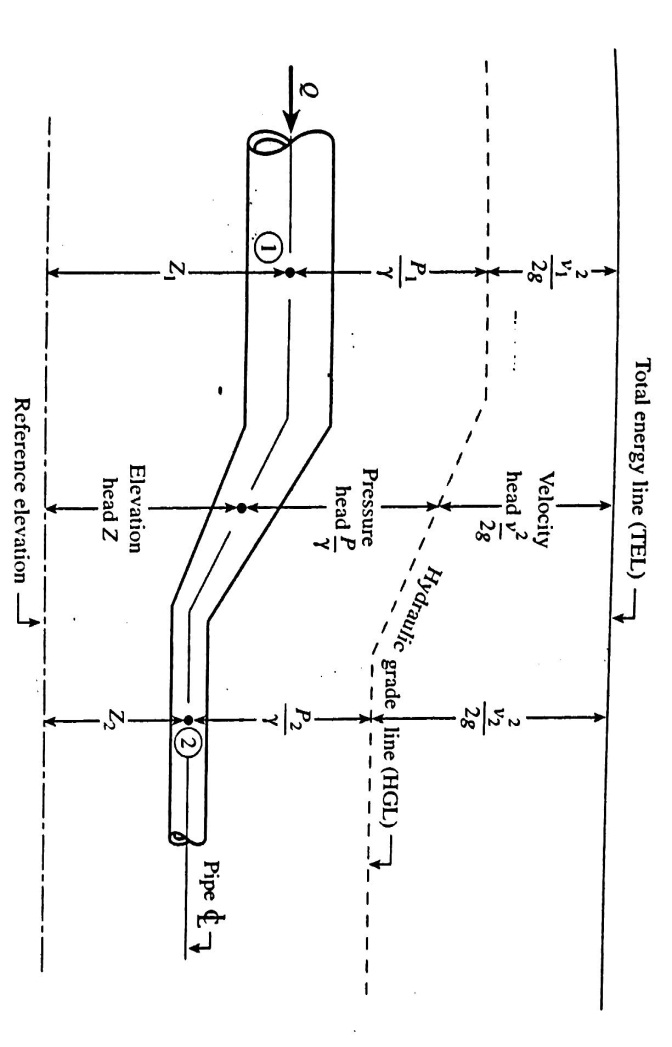 Total energy line (TEL)
v₁²/2g
Velocity
head v²/2g
v₂²/2g
Hydraulic grade line (HGL)
P₁/γ
Pressure
head P/γ
P₂/γ
Q
1
2
Pipe ℄
Z₁
Elevation
head Z
Z₂
Reference elevation